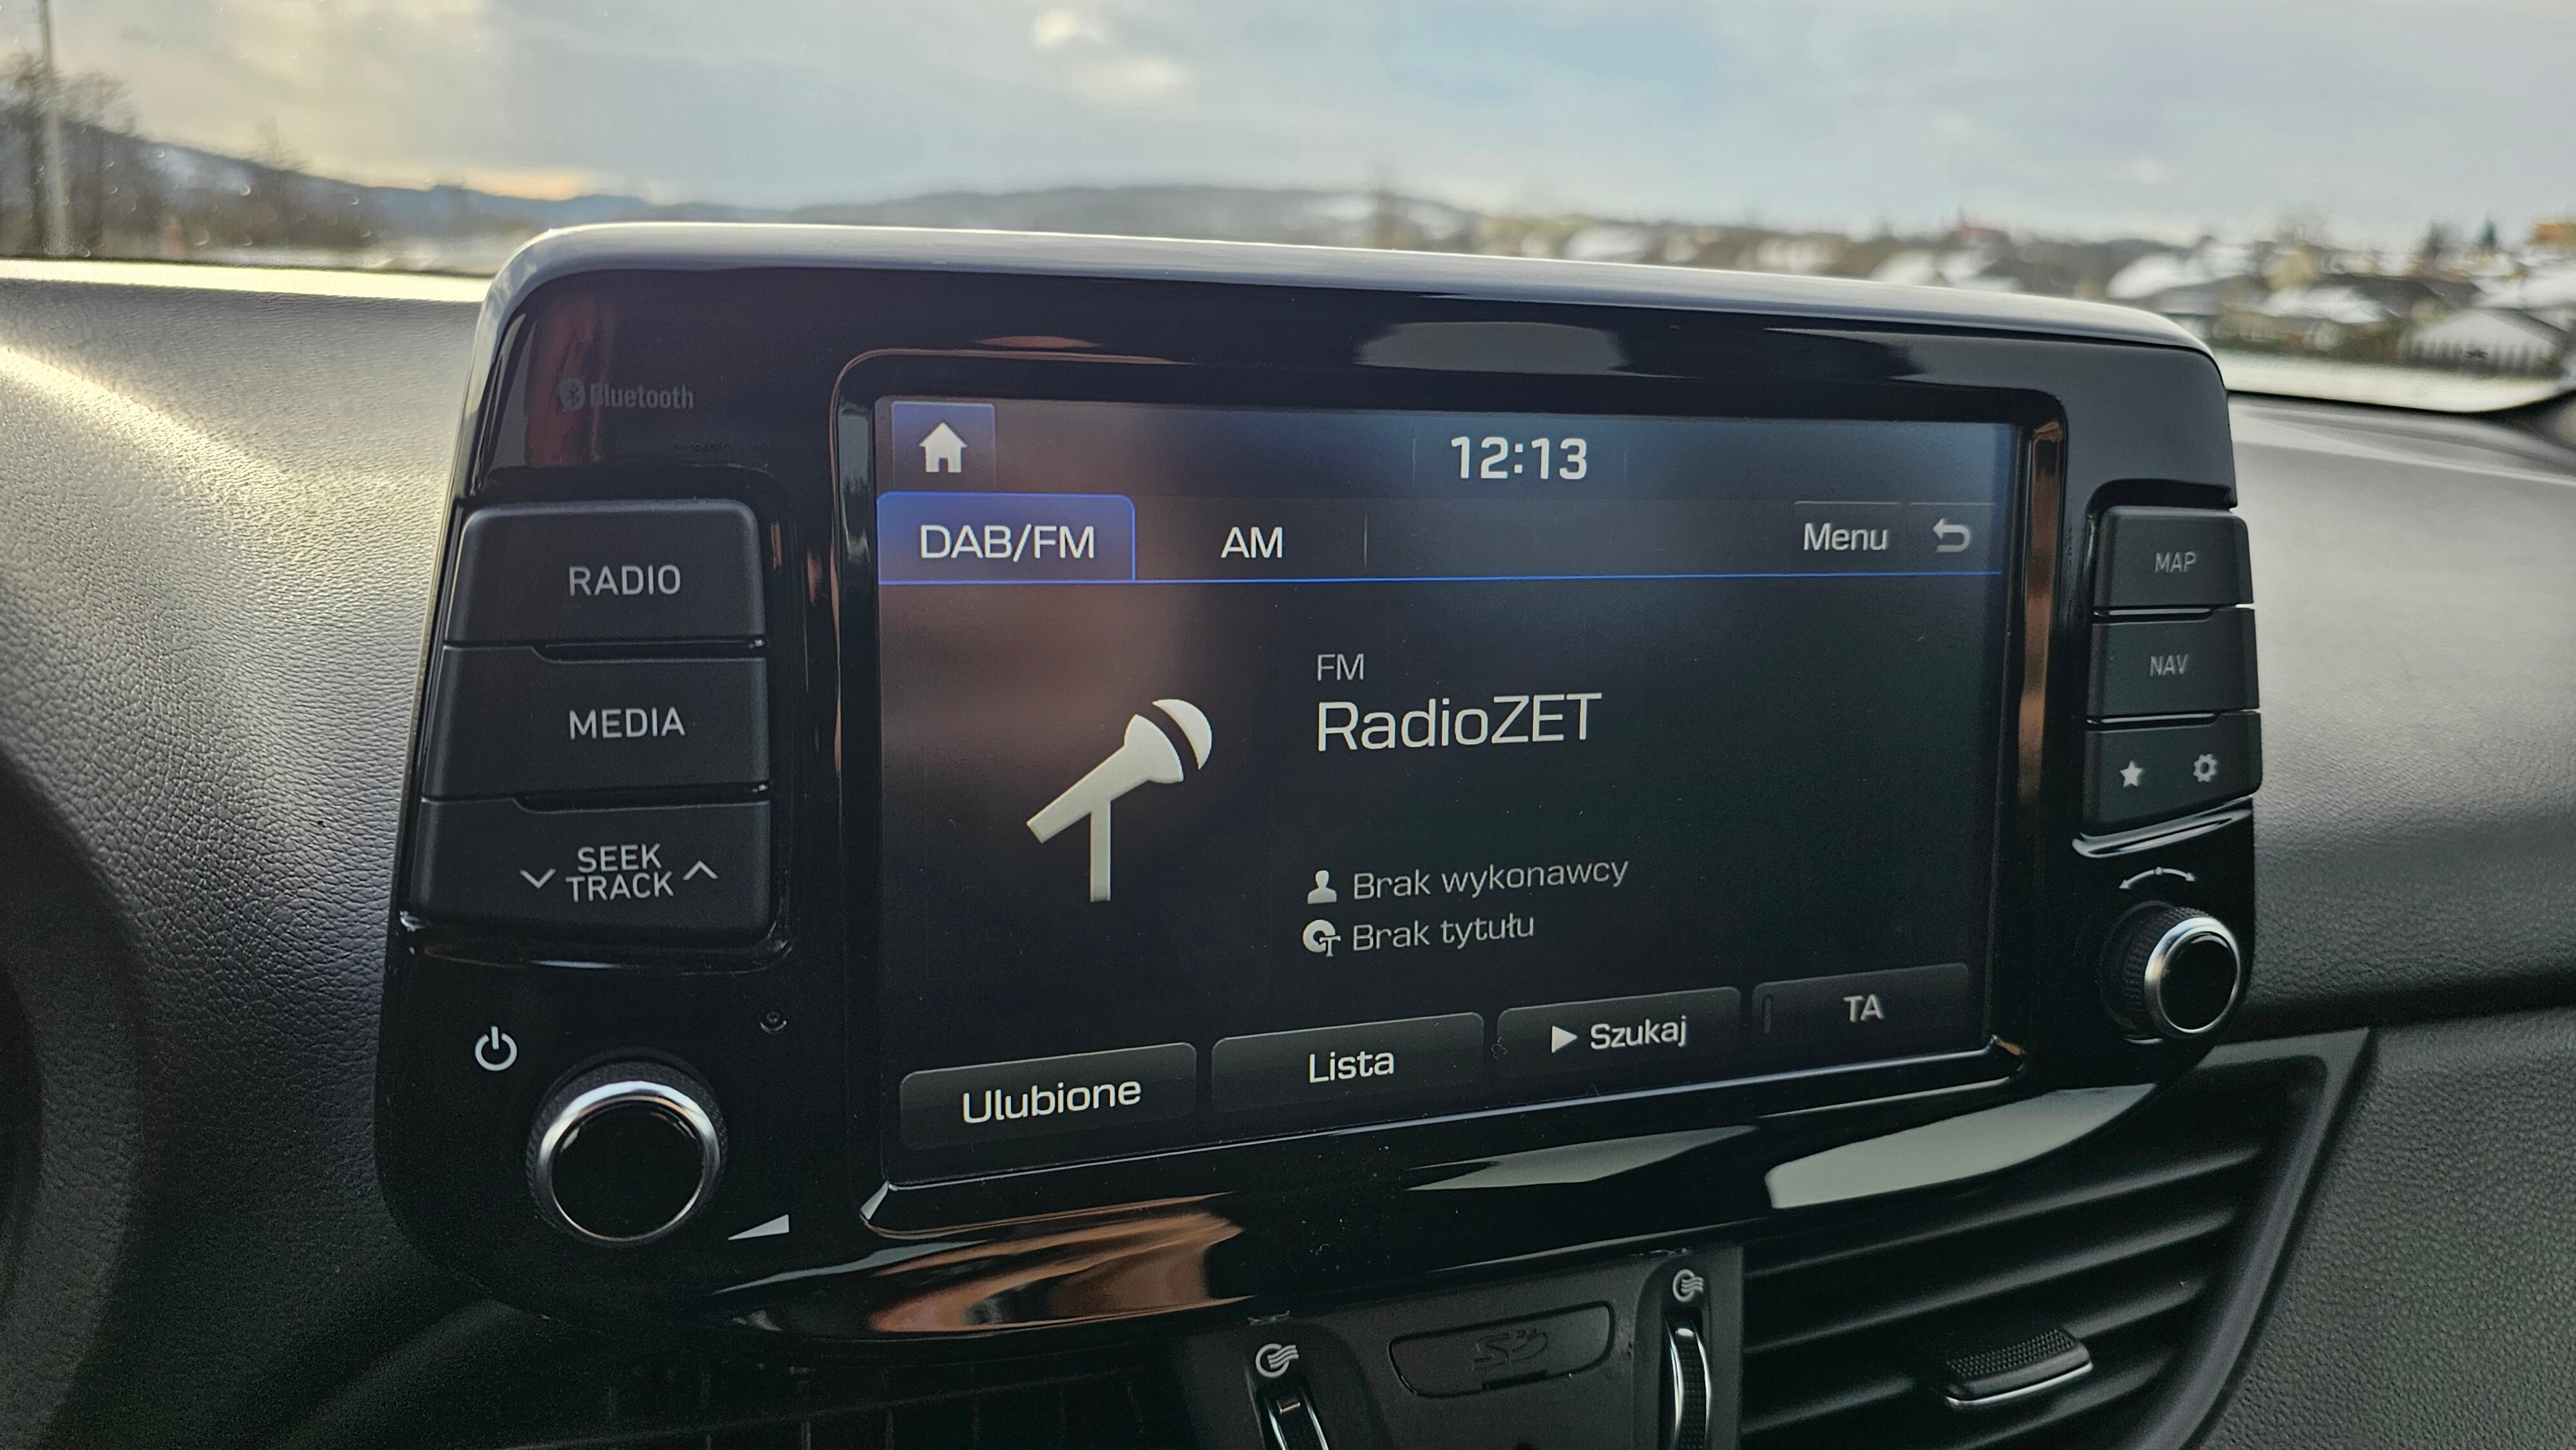 Bluetooth
RADIO
MEDIA
SEEK
TRACK
12:13
DAB/FM
AM
Menu
FM
RadioZET
Brak wykonawcy
Brak tytułu
Ulubione
Lista
Szukaj
TA
MAP
NAV
SD